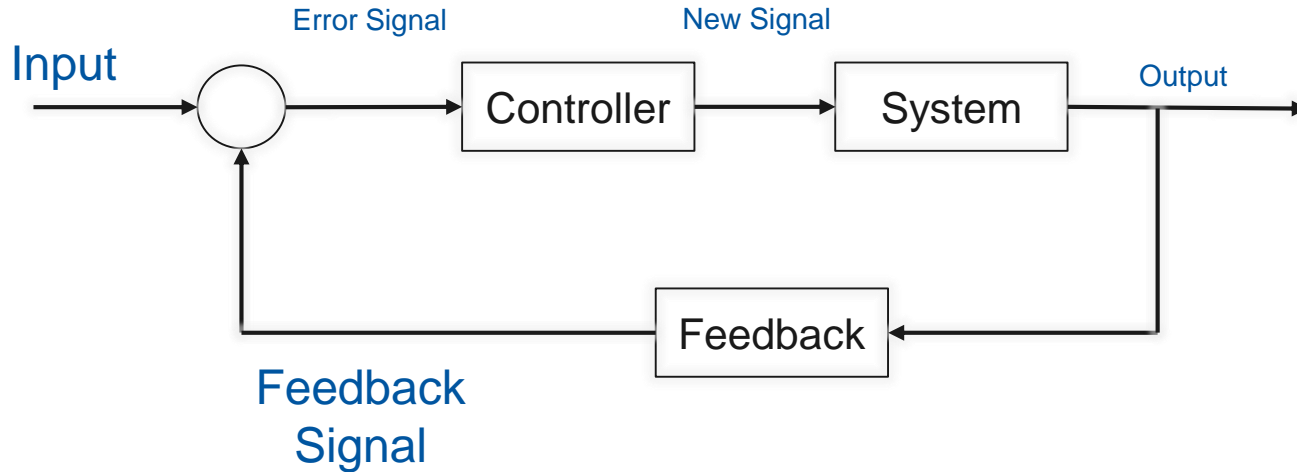 Error Signal
New Signal
Input
Output
Controller
System
Feedback
Feedback
Signal